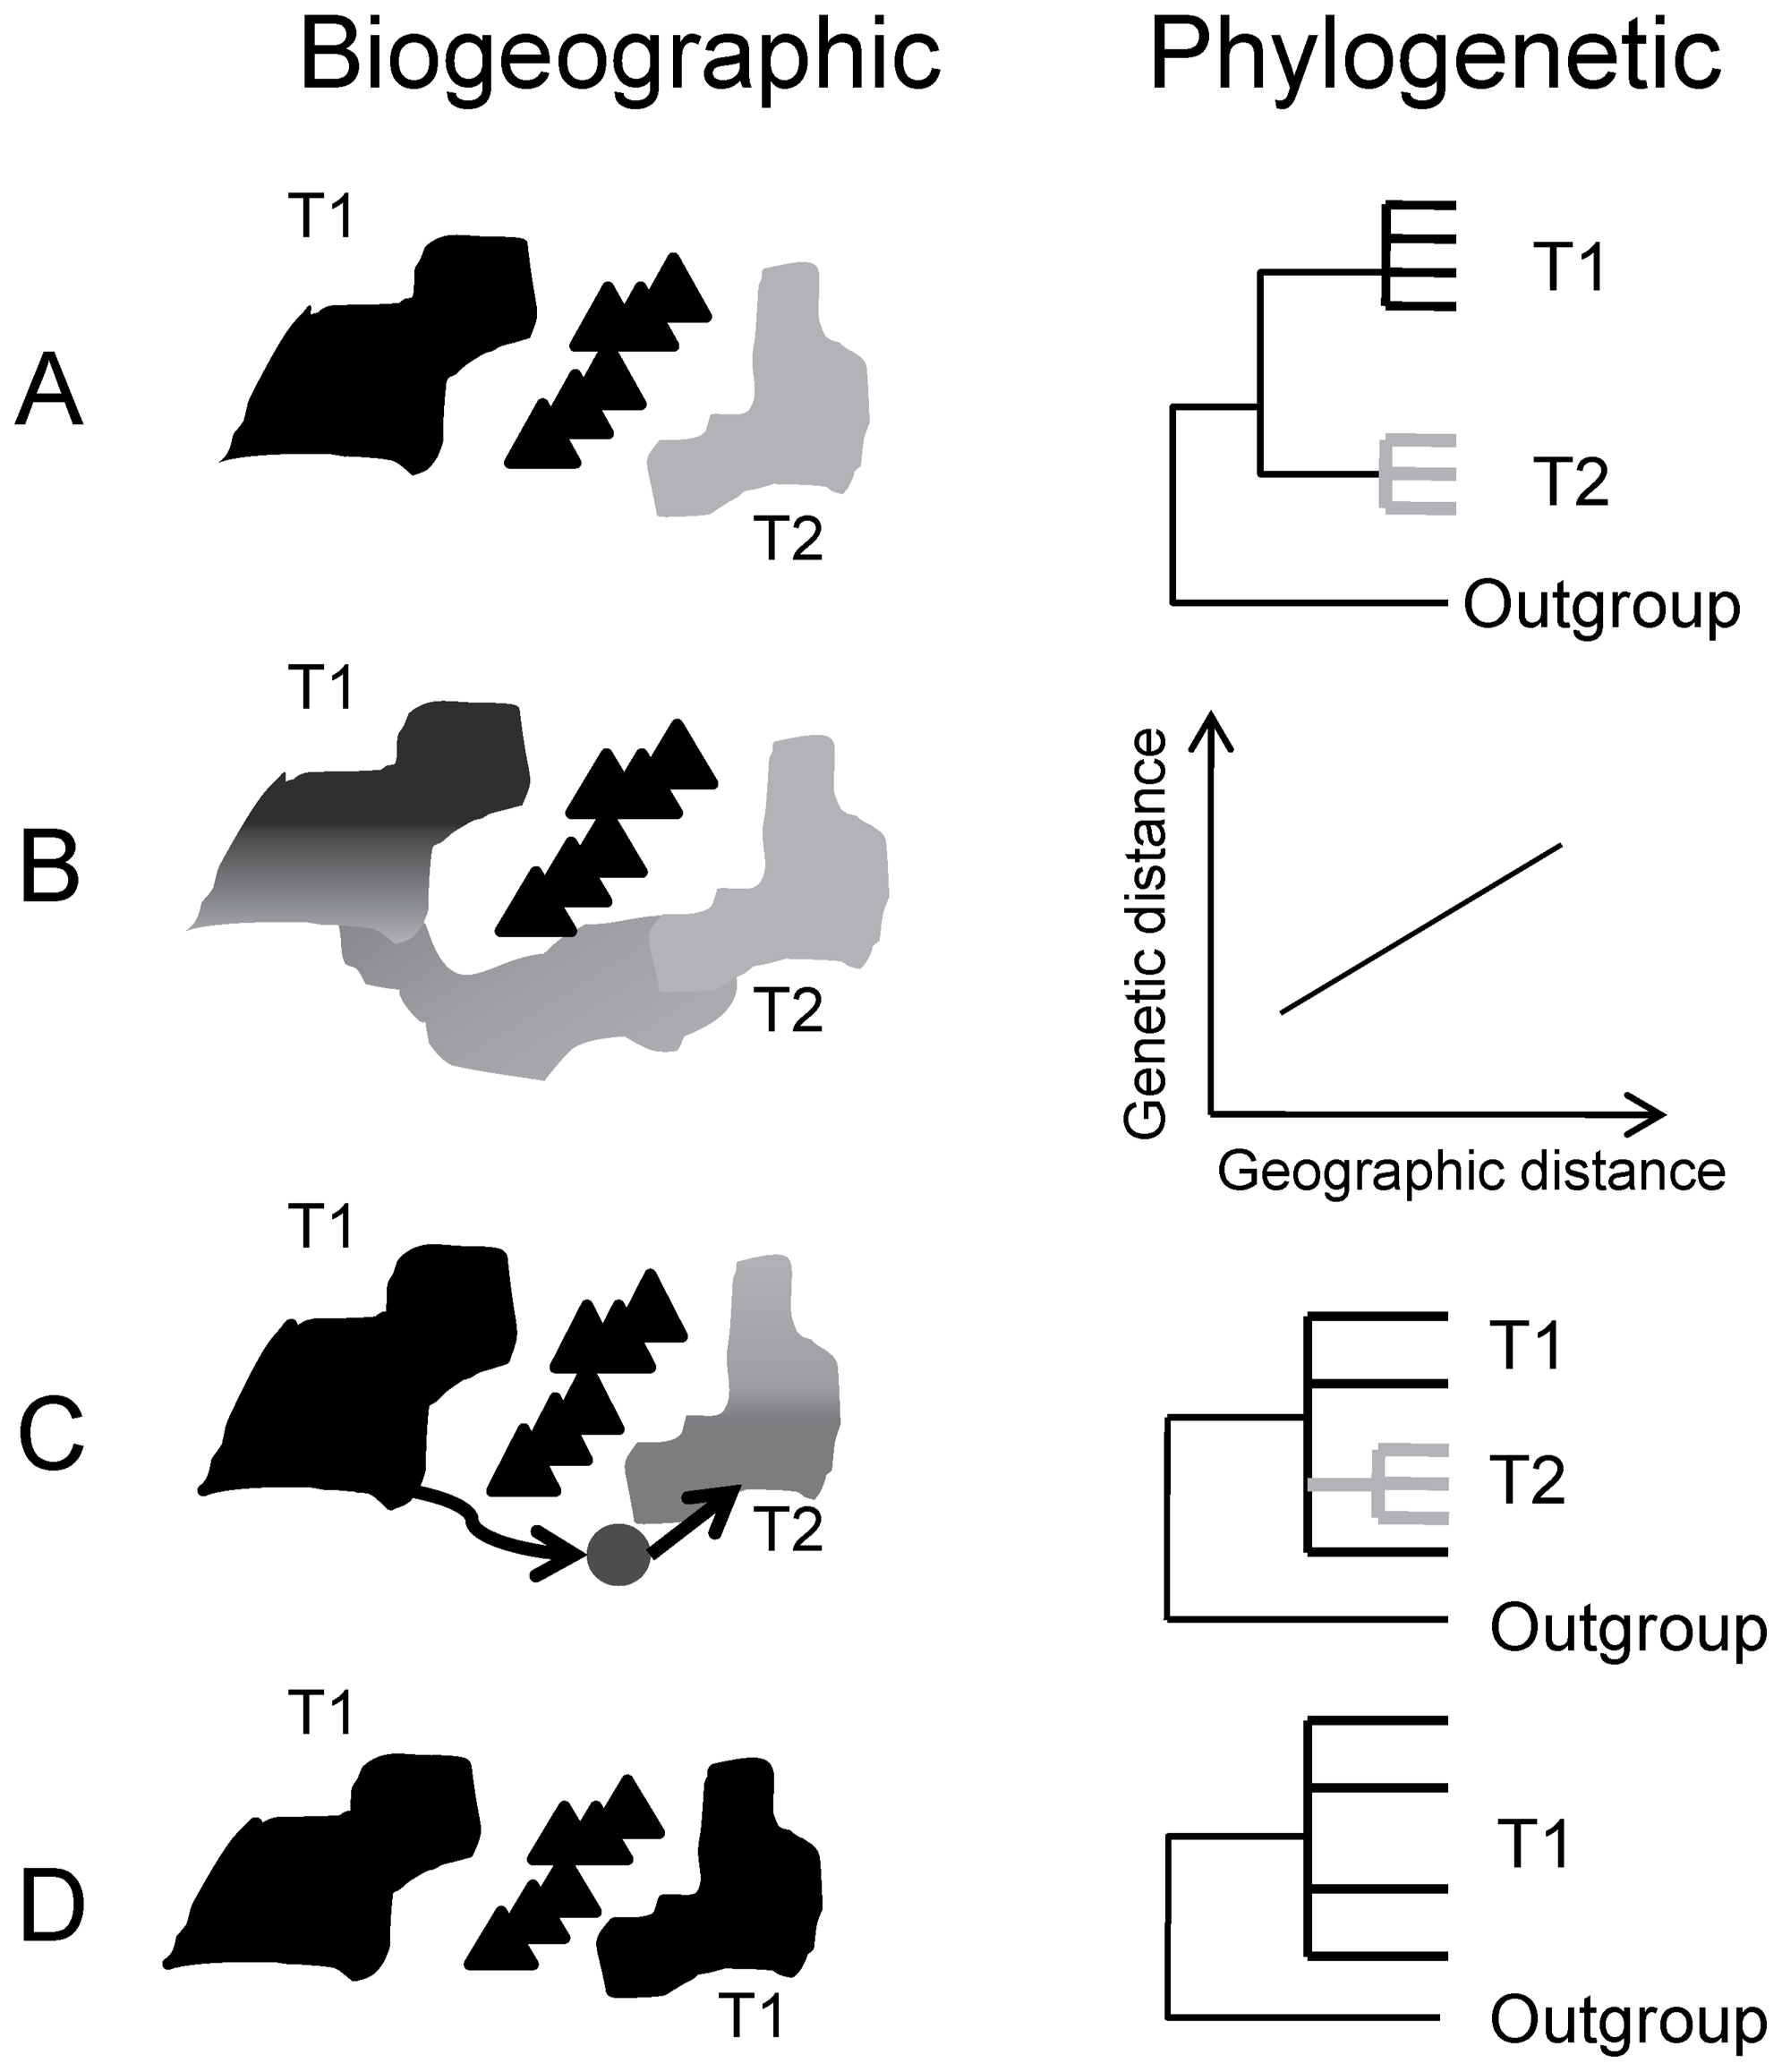 Biogeographic
Phylogenetic
A
T1
T2
T1
T2
Outgroup
B
T1
T2
Genetic distance
Geographic distance
C
T1
T2
T1
T2
Outgroup
D
T1
T1
T1
Outgroup